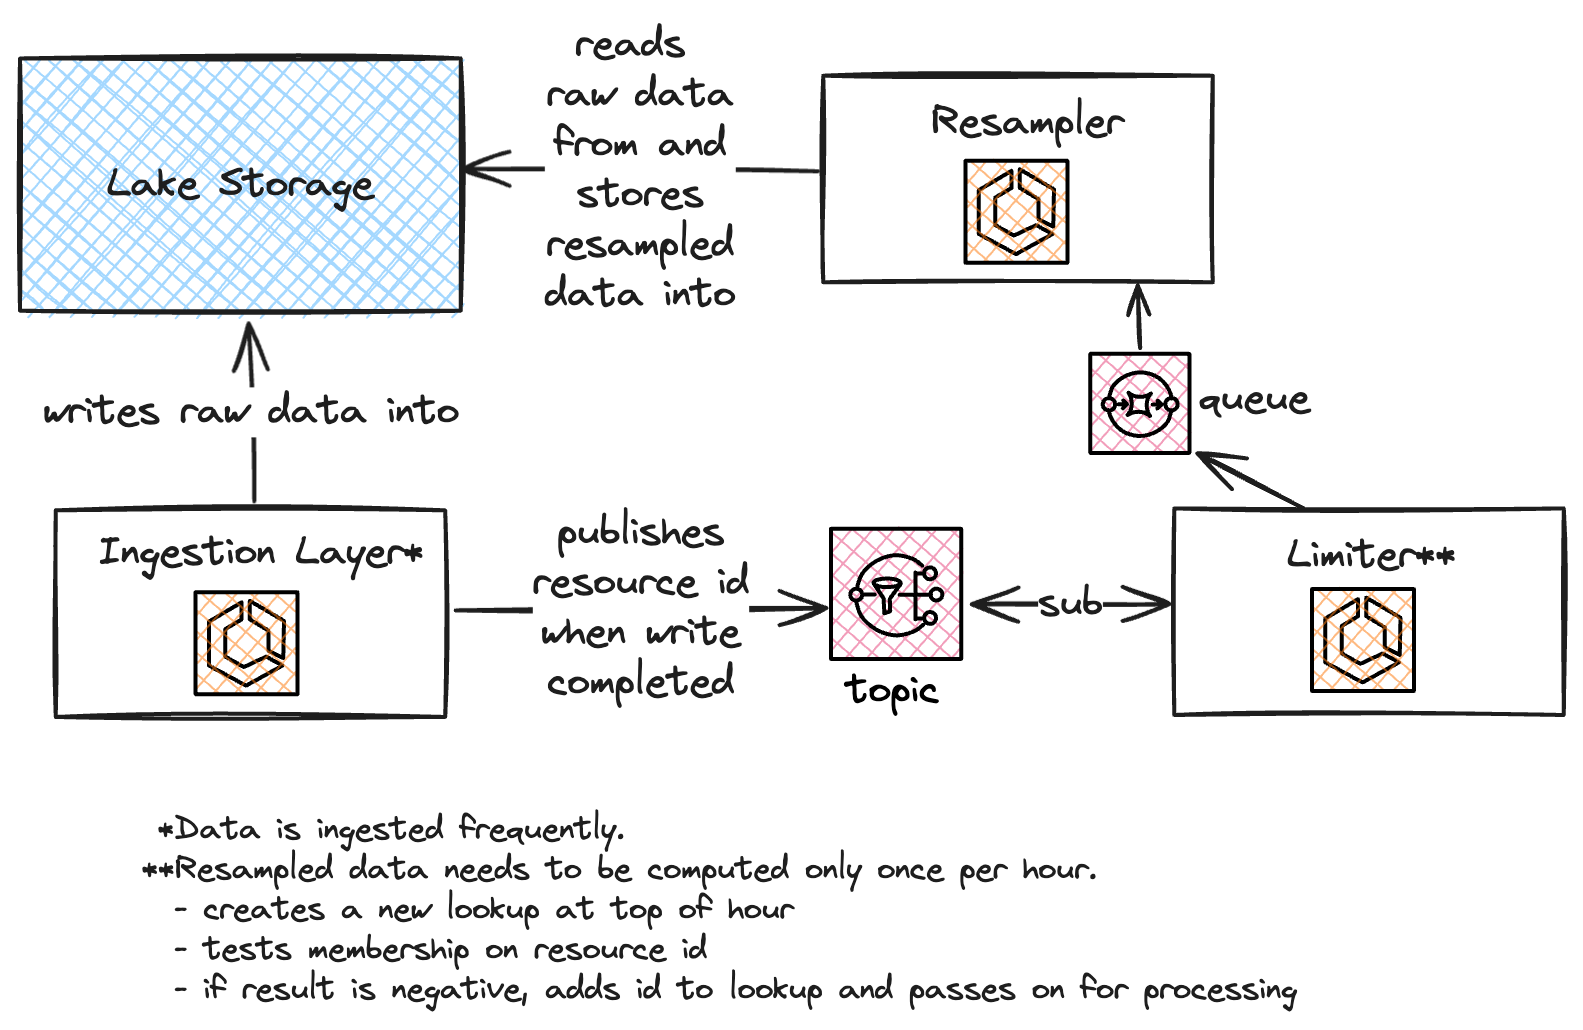 reads
raw data
from and
stores
resampled
data into
Lake Storage
Resampler
queue
writes raw data into
Ingestion Layer*
publishes
resource id
when write
completed
topic
sub
Limiter**
*Data is ingested frequently.
**Resampled data needs to be computed only once per hour.
- creates a new lookup at top of hour
- tests membership on resource id
- if result is negative, adds id to lookup and passes on for processing